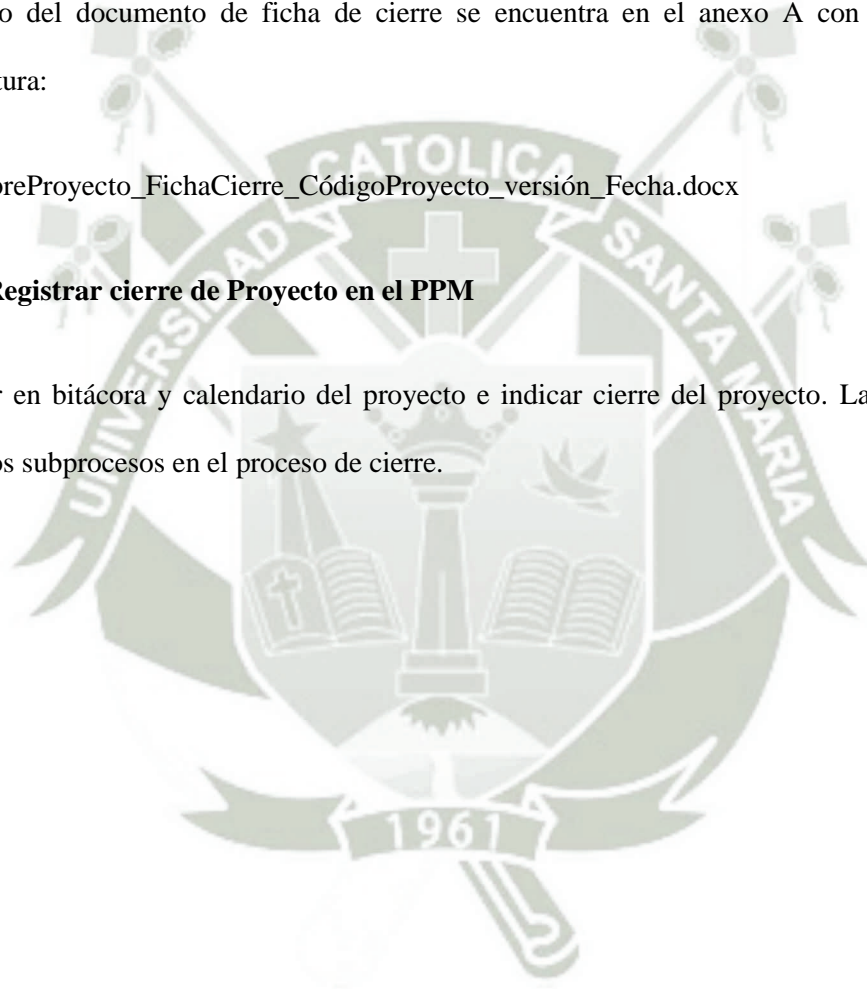 o del documento de ficha de cierre se encuentra en el anexo A con
tura:
oreProyecto_FichaCierre_CódigoProyecto_versión_Fecha.docx
Registrar cierre de Proyecto en el PPM
r en bitácora y calendario del proyecto e indicar cierre del proyecto. La
os subprocesos en el proceso de cierre.
UNIVERSIDAD CATOLICA SANTA MARIA
1961